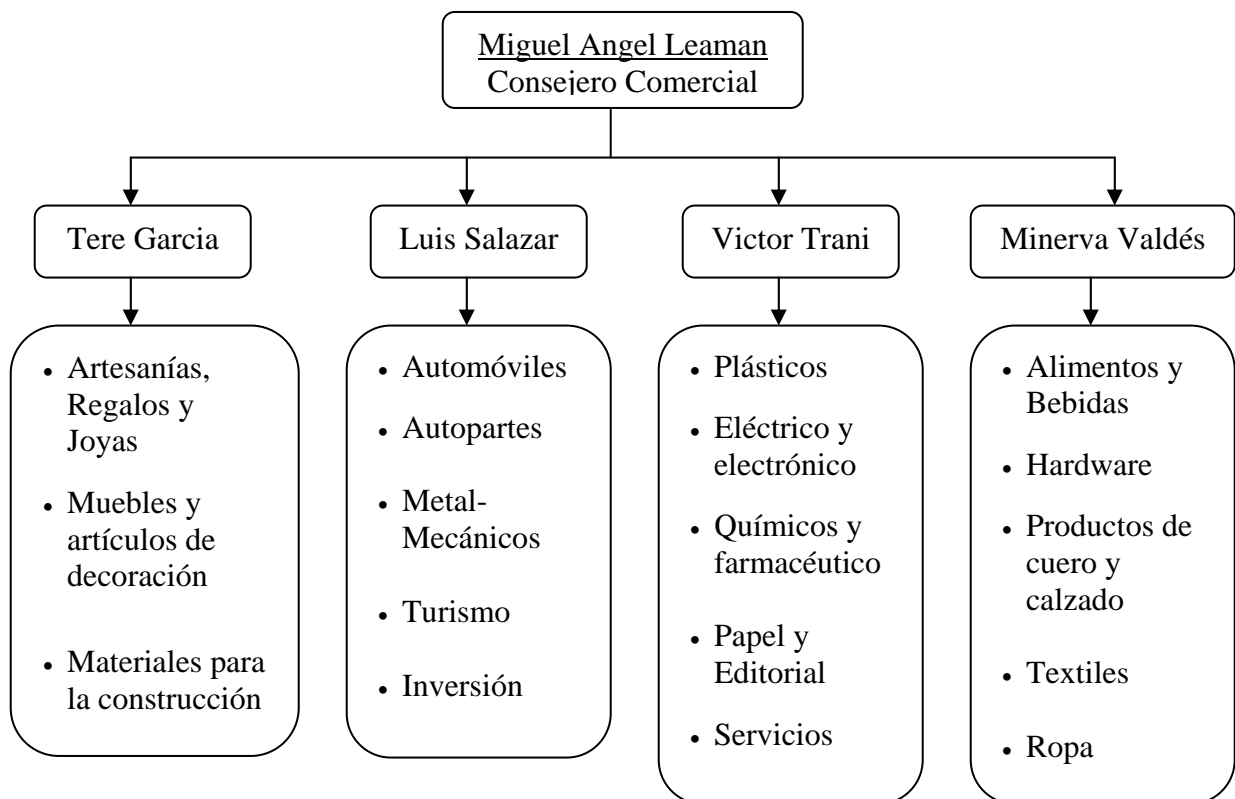 Miguel Angel Leaman
Consejero Comercial
Tere Garcia
Luis Salazar
Victor Trani
Minerva Valdés
• Artesanías,
Regalos y
Joyas
• Muebles y
artículos de
decoración
• Materiales para
la construcción
• Automóviles
• Autopartes
• Metal-
Mecánicos
• Turismo
• Inversión
• Plásticos
• Eléctrico y
electrónico
• Químicos y
farmacéutico
• Papel y
Editorial
• Servicios
• Alimentos y
Bebidas
• Hardware
• Productos de
cuero y
calzado
• Textiles
• Ropa